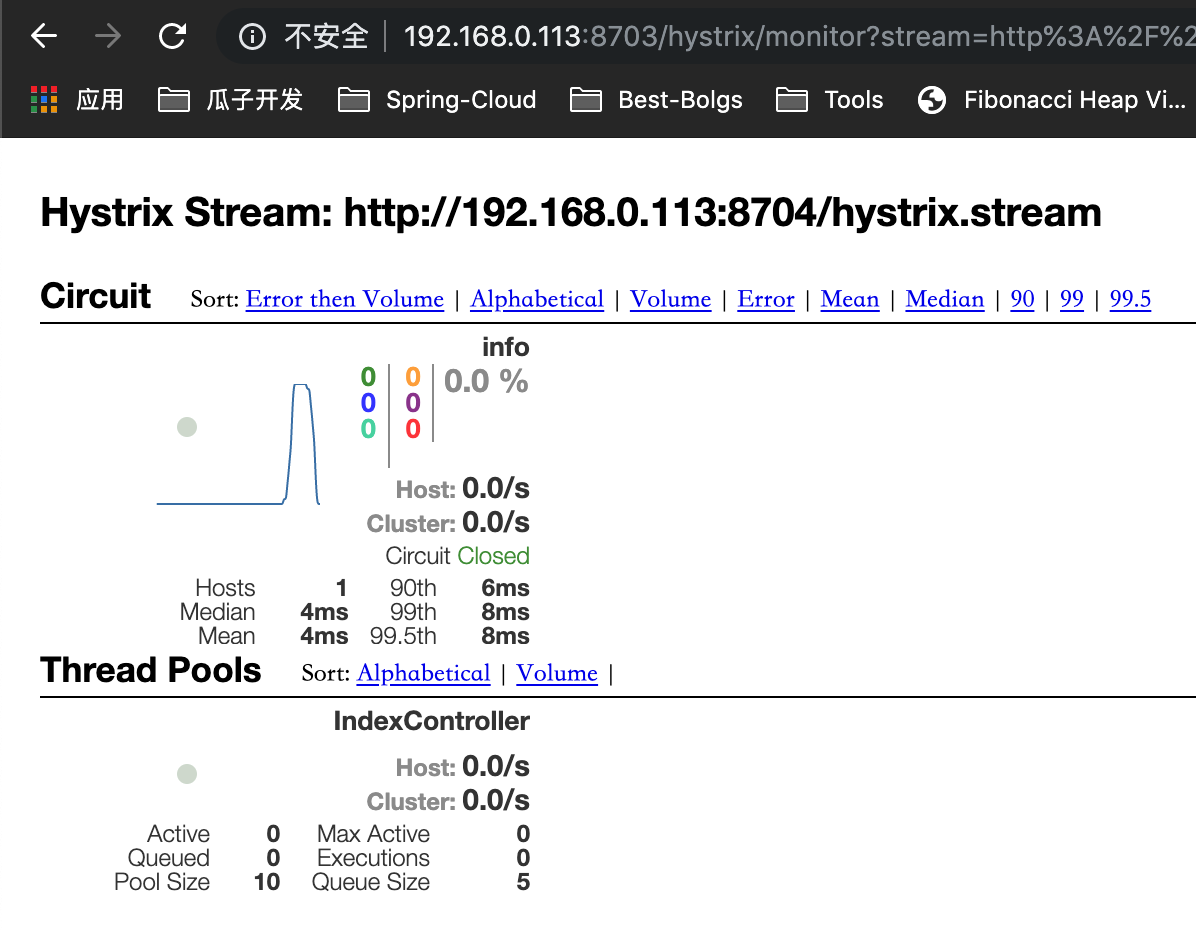 不安全 192.168.0.113:8703/hystrix/monitor?stream=http%3A%2F%2
应用 瓜子开发 Spring-Cloud Best-Bolgs Tools Fibonacci Heap Vi...
Hystrix Stream: http://192.168.0.113:8704/hystrix.stream
Circuit Sort: Error then Volume | Alphabetical | Volume | Error | Mean | Median | 90 | 99 | 99.5
info
0 0 0.0 %
0 0
0 0
Host: 0.0/s
Cluster: 0.0/s
Circuit Closed
Hosts 1 90th 6ms
Median 4ms 99th 8ms
Mean 4ms 99.5th 8ms
Thread Pools Sort: Alphabetical | Volume |
IndexController
Host: 0.0/s
Cluster: 0.0/s
Active 0 Max Active 0
Queued 0 Executions 0
Pool Size 10 Queue Size 5